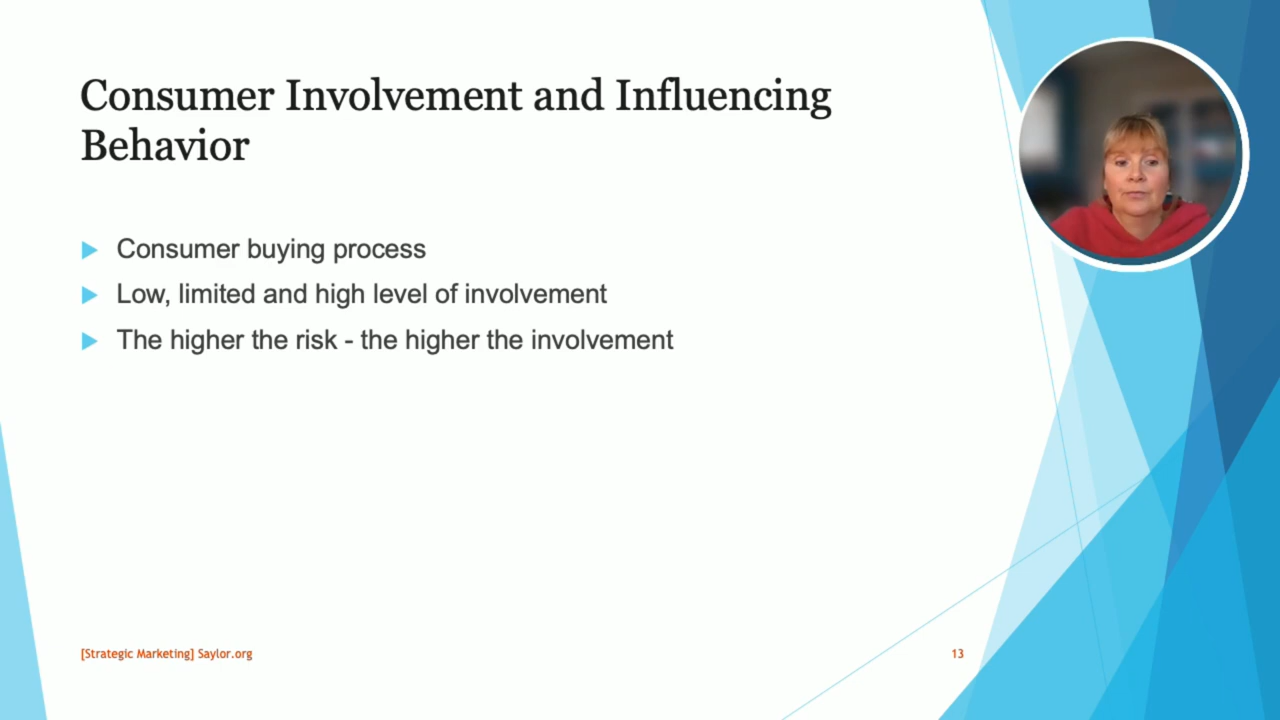 Consumer Involvement and Influencing
Behavior
Consumer buying process
Low, limited and high level of involvement
The higher the risk - the higher the involvement
[Strategic Marketing] Saylor.org
13